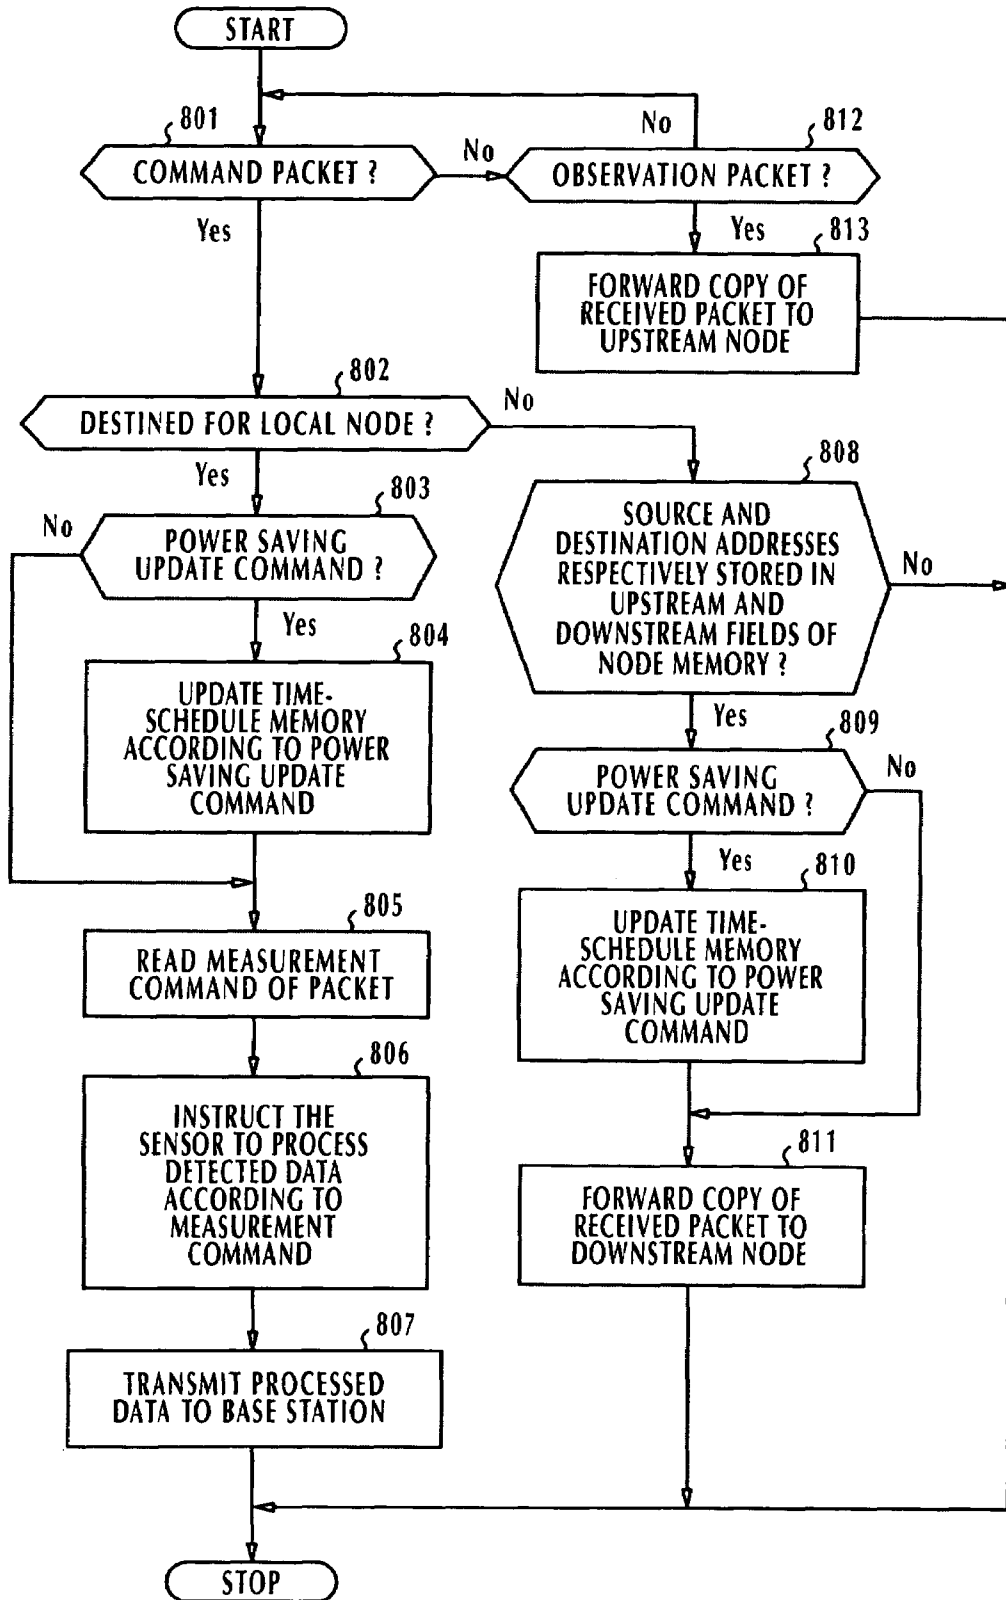 START
801
COMMAND PACKET ?
No
Yes
No
812
OBSERVATION PACKET ?
Yes
813
FORWARD COPY OF
RECEIVED PACKET TO
UPSTREAM NODE
802
DESTINED FOR LOCAL NODE ?
No
Yes
803
No
POWER SAVING
UPDATE COMMAND ?
Yes
804
UPDATE TIME-
SCHEDULE MEMORY
ACCORDING TO POWER
SAVING UPDATE
COMMAND
805
READ MEASUREMENT
COMMAND OF PACKET
806
INSTRUCT THE
SENSOR TO PROCESS
DETECTED DATA
ACCORDING TO
MEASUREMENT
COMMAND
807
TRANSMIT PROCESSED
DATA TO BASE STATION
808
SOURCE AND
DESTINATION ADDRESSES
RESPECTIVELY STORED IN
UPSTREAM AND
DOWNSTREAM FIELDS OF
NODE MEMORY ?
No
Yes
809
POWER SAVING
UPDATE COMMAND ?
No
Yes
810
UPDATE TIME-
SCHEDULE MEMORY
ACCORDING TO POWER
SAVING UPDATE
COMMAND
811
FORWARD COPY OF
RECEIVED PACKET TO
DOWNSTREAM NODE
STOP